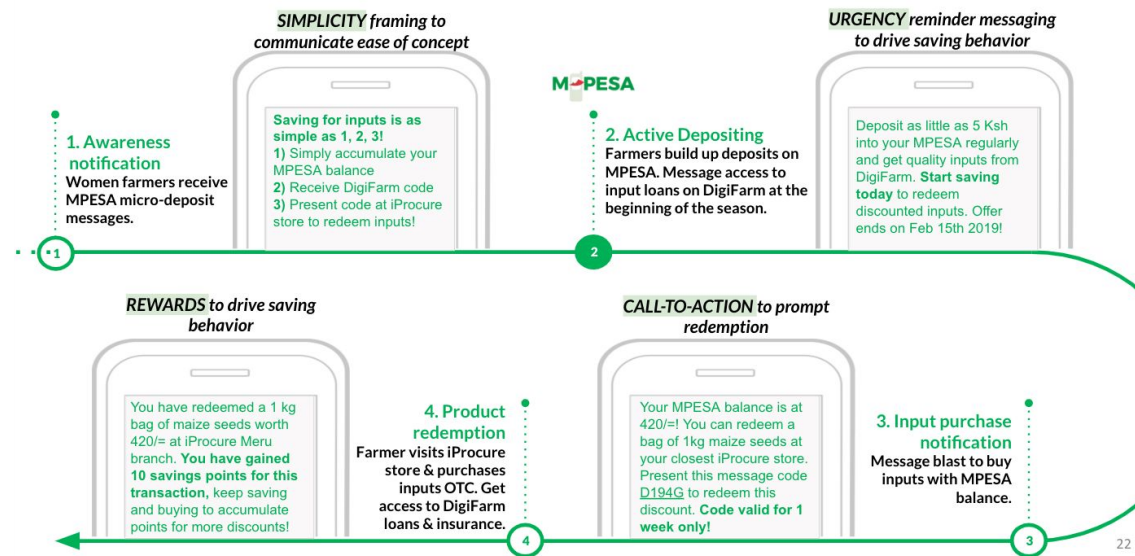 SIMPLICITY framing to
communicate ease of concept
URGENCY reminder messaging
to drive saving behavior
M-PESA
1. Awareness
notification
Women farmers receive
MPESA micro-deposit
messages.
Saving for inputs is as
simple as 1, 2, 3!
1) Simply accumulate your
MPESA balance
2) Receive DigiFarm code
3) Present code at iProcure
store to redeem inputs!
2. Active Depositing
Farmers build up deposits on
MPESA. Message access to
input loans on DigiFarm at the
beginning of the season.
Deposit as little as 5 Ksh
into your MPESA regularly
and get quality inputs from
DigiFarm. Start saving
today to redeem
discounted inputs. Offer
ends on Feb 15th 2019!
1
2
REWARDS to drive saving
behavior
CALL-TO-ACTION to prompt
redemption
You have redeemed a 1 kg
bag of maize seeds worth
420/= at iProcure Meru
branch. You have gained
10 savings points for this
transaction, keep saving
and buying to accumulate
points for more discounts!
4. Product
redemption
Farmer visits iProcure
store & purchases
inputs OTC. Get
access to DigiFarm
loans & insurance.
Your MPESA balance is at
420/=! You can redeem a
bag of 1kg maize seeds at
your closest iProcure store.
Present this message code
D194G to redeem this
discount. Code valid for 1
week only!
3. Input purchase
notification
Message blast to buy
inputs with MPESA
balance.
4
3
22